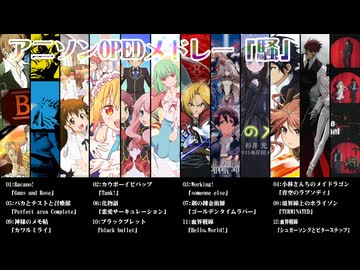 アニソンOPEDメドレー「騒」
01:Bacano!
「Guns and Rose」
02:カウボーイビバップ
「Tank!」
03:Working!
「someone else」
04:小林さんちのメイドラゴン
「青空のラプソディ」
05:バカとテストと召喚獣
「Perfect area Complete」
06:化物語
「恋愛サーキュレーション」
07:鋼の錬金術師
「ゴールデンタイムラバー」
08:境界線上のホライゾン
「TERMINATED」
09:神様のメモ帳
「カワルミライ」
10:ブラックブレット
「black bullet」
11:血界戦線
「Hello,World!」
12:血界戦線
「シュガーソングとビターステップ」